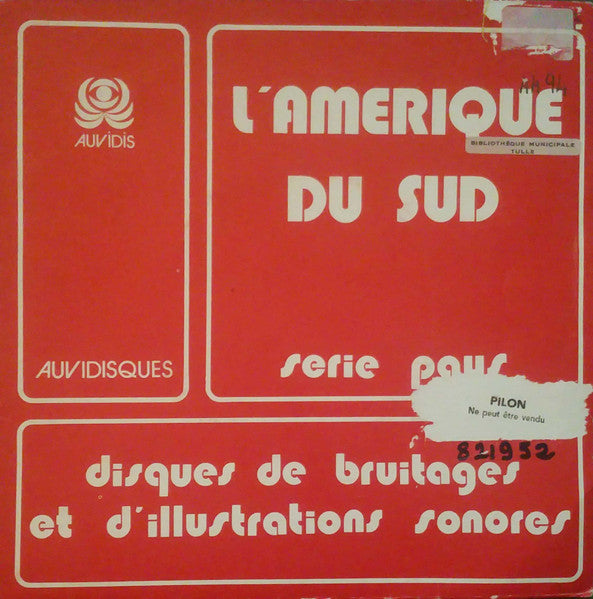 AUVIDIS
AUVIDISQUES
L'AMERIQUE
BIBLIOTHÈQUE MUNICIPALE
TULLE
DU SUD
serie pays
PILON
Ne peut être vendu
821952
disques de bruitages
et d'illustrations sonores